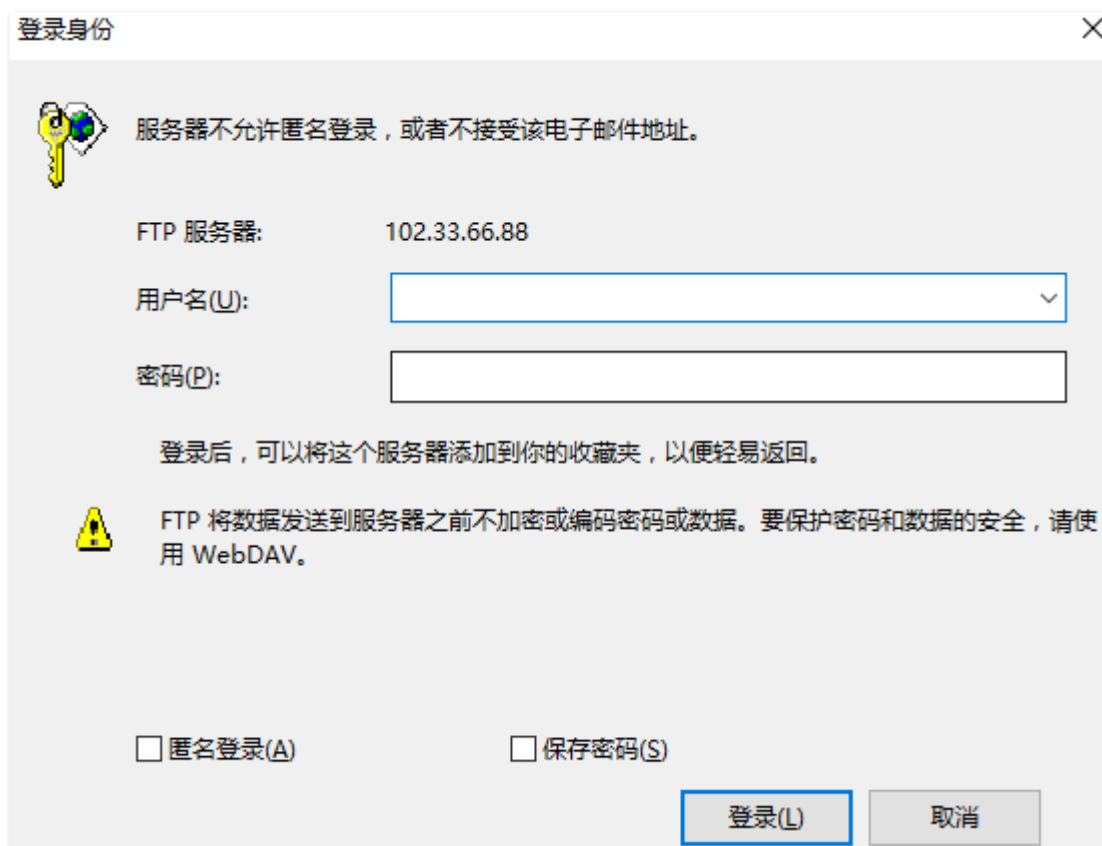 登录身份
服务器不允许匿名登录，或者不接受该电子邮件地址。
FTP 服务器: 102.33.66.88
用户名(U):
密码(P):
登录后，可以将这个服务器添加到你的收藏夹，以便轻易返回。
FTP 将数据发送到服务器之前不加密或编码密码或数据。要保护密码和数据的安全，请使
用 WebDAV。
匿名登录(A) 保存密码(S)
登录(L) 取消